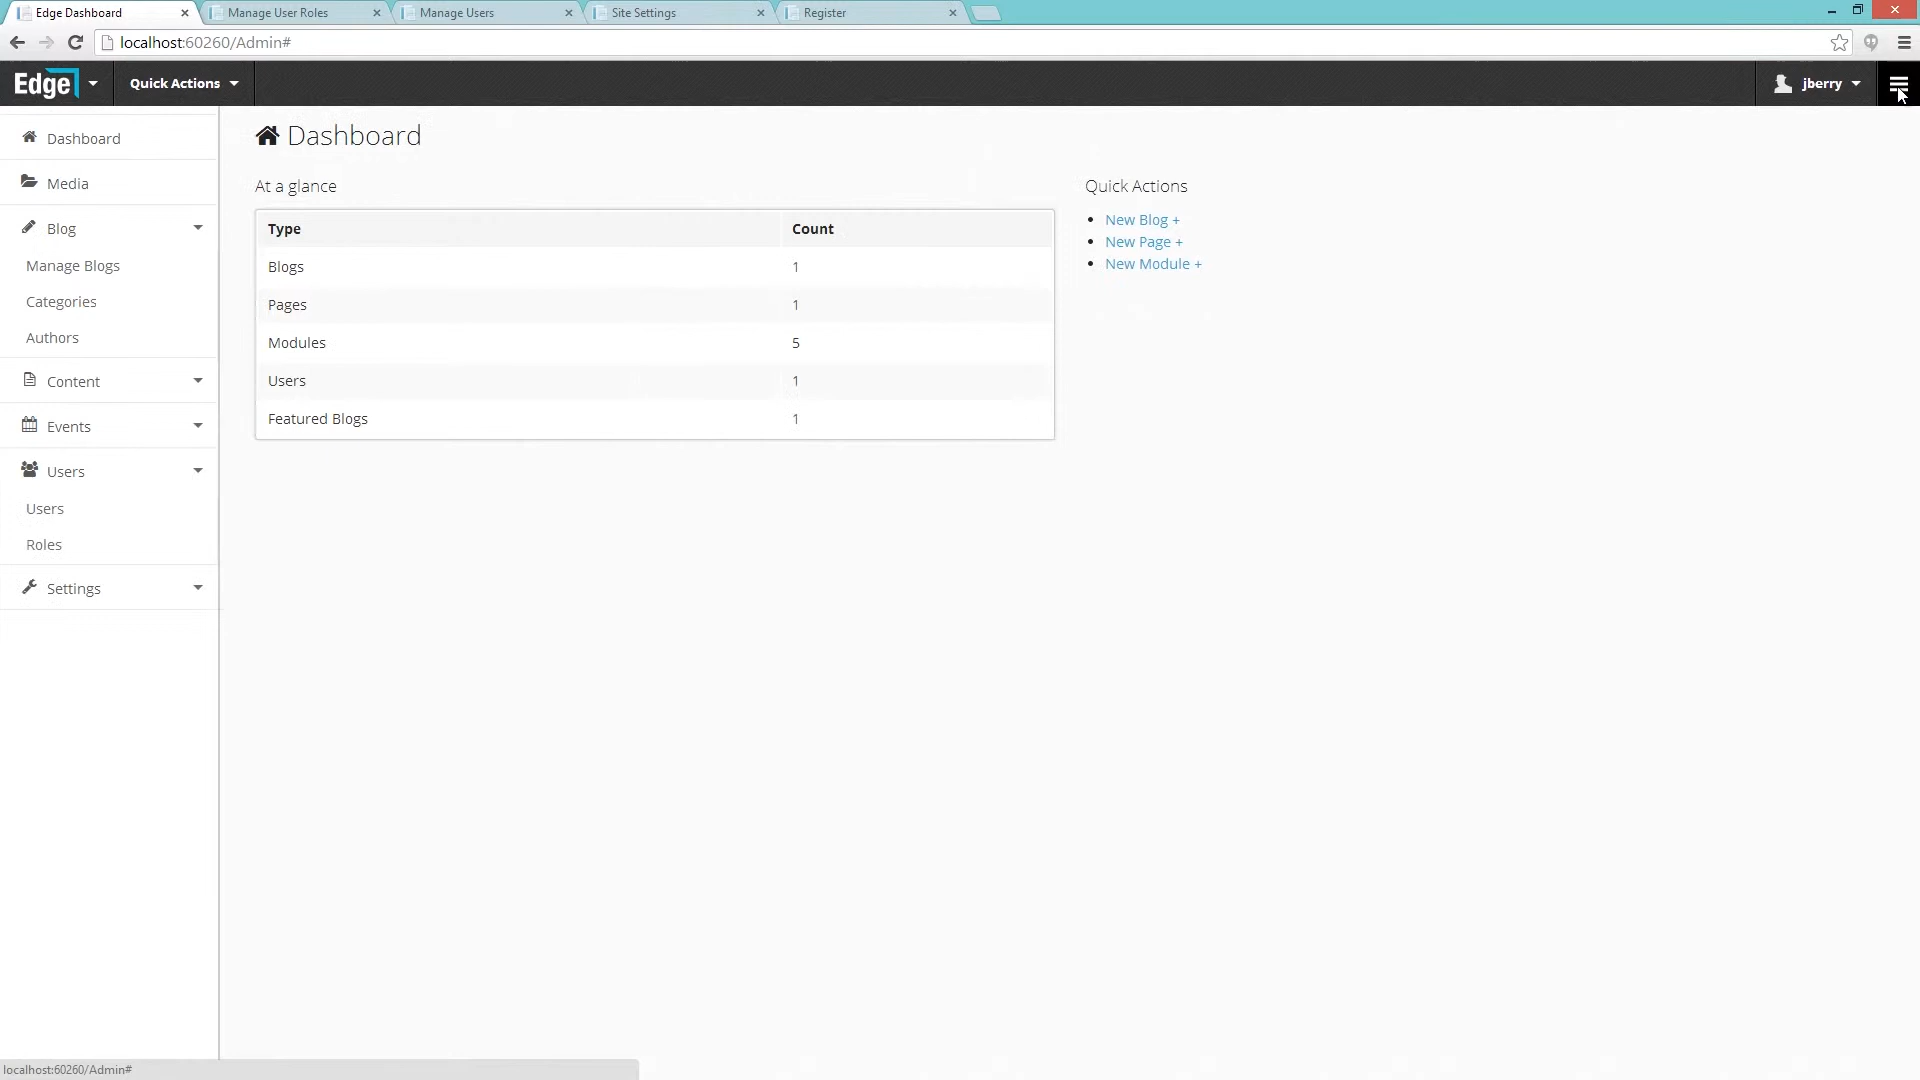 Edge Dashboard
Manage User Roles
Manage Users
Site Settings
Register
localhost:60260/Admin#
Edge
Quick Actions
jberry
Dashboard
Media
Blog
Manage Blogs
Categories
Authors
Content
Events
Users
Users
Roles
Settings
Dashboard
At a glance
Type Count
Blogs 1
Pages 1
Modules 5
Users 1
Featured Blogs 1
Quick Actions
New Blog +
New Page +
New Module +
localhost:60260/Admin#